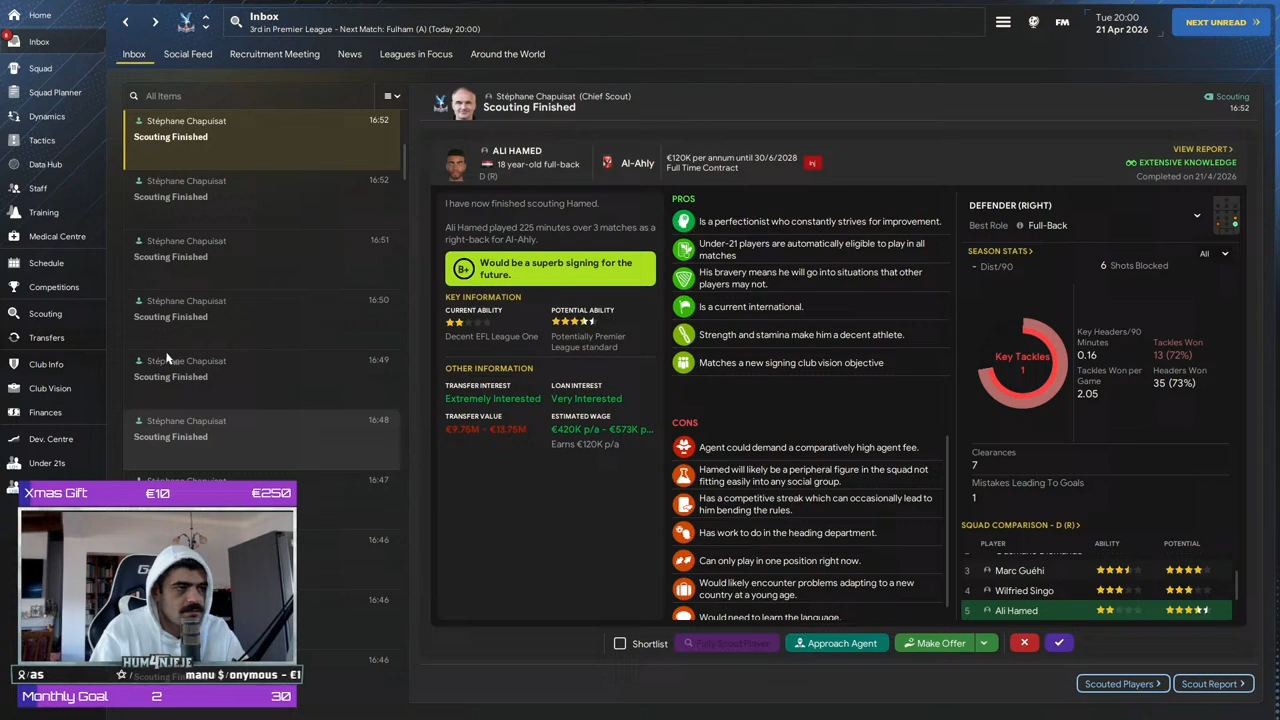 Home
8
Inbox
Squad
Squad Planner
Dynamics
Tactics
Data Hub
Staff
Training
Medical Centre
Schedule
Competitions
Scouting
Transfers
Club Info
Club Vision
Finances
Dev. Centre
Under 21s
Inbox
3rd in Premier League - Next Match: Fulham (A) (Today 20:00)
FM
Tue 20:00
21 Apr 2026
NEXT UNREAD
Inbox
Social Feed
Recruitment Meeting
News
Leagues in Focus
Around the World
All Items
Stéphane Chapuisat
16:52
Scouting Finished
Stéphane Chapuisat
16:52
Scouting Finished
Stéphane Chapuisat
16:51
Scouting Finished
Stéphane Chapuisat
16:50
Scouting Finished
Stéphane Chapuisat
16:49
Scouting Finished
Stéphane Chapuisat
16:48
Scouting Finished
16:47
16:46
16:46
16:46
Stéphane Chapuisat (Chief Scout)
Scouting Finished
Scouting
16:52
ALI HAMED
18 year-old full-back
D (R)
Al-Ahly
€120K per annum until 30/6/2028
Full Time Contract
Inj
VIEW REPORT >
EXTENSIVE KNOWLEDGE
Completed on 21/4/2026
I have now finished scouting Hamed.
Ali Hamed played 225 minutes over 3 matches as a
right-back for Al-Ahly.
B+
Would be a superb signing for the
future.
KEY INFORMATION
CURRENT ABILITY
Decent EFL League One
POTENTIAL ABILITY
Potentially Premier
League standard
OTHER INFORMATION
TRANSFER INTEREST
Extremely Interested
LOAN INTEREST
Very Interested
TRANSFER VALUE
€9.75M - €13.75M
ESTIMATED WAGE
€420K p/a - €573K p...
Earns €120K p/a
PROS
Is a perfectionist who constantly strives for improvement.
Under-21 players are automatically eligible to play in all
matches
His bravery means he will go into situations that other
players may not.
Is a current international.
Strength and stamina make him a decent athlete.
Matches a new signing club vision objective
CONS
Agent could demand a comparatively high agent fee.
Hamed will likely be a peripheral figure in the squad not
fitting easily into any social group.
Has a competitive streak which can occasionally lead to
him bending the rules.
Has work to do in the heading department.
Can only play in one position right now.
Would likely encounter problems adapting to a new
country at a young age.
Would need to learn the language.
DEFENDER (RIGHT)
Best Role
Full-Back
SEASON STATS >
All
- Dist/90
6 Shots Blocked
Key Tackles
1
Key Headers/90
Minutes
0.16
Tackles Won per
Game
2.05
Tackles Won
13 (72%)
Headers Won
35 (73%)
Clearances
7
Mistakes Leading To Goals
1
SQUAD COMPARISON - D (R) >
PLAYER
ABILITY
POTENTIAL
3 Marc Guéhi
4 Wilfried Singo
5 Ali Hamed
Shortlist
Fully Scout Player
Approach Agent
Make Offer
Scouted Players >
Scout Report >
Xmas Gift €10 €250
HUM4NJEJE
manu $/onymous - €1
Monthly Goal 2 30